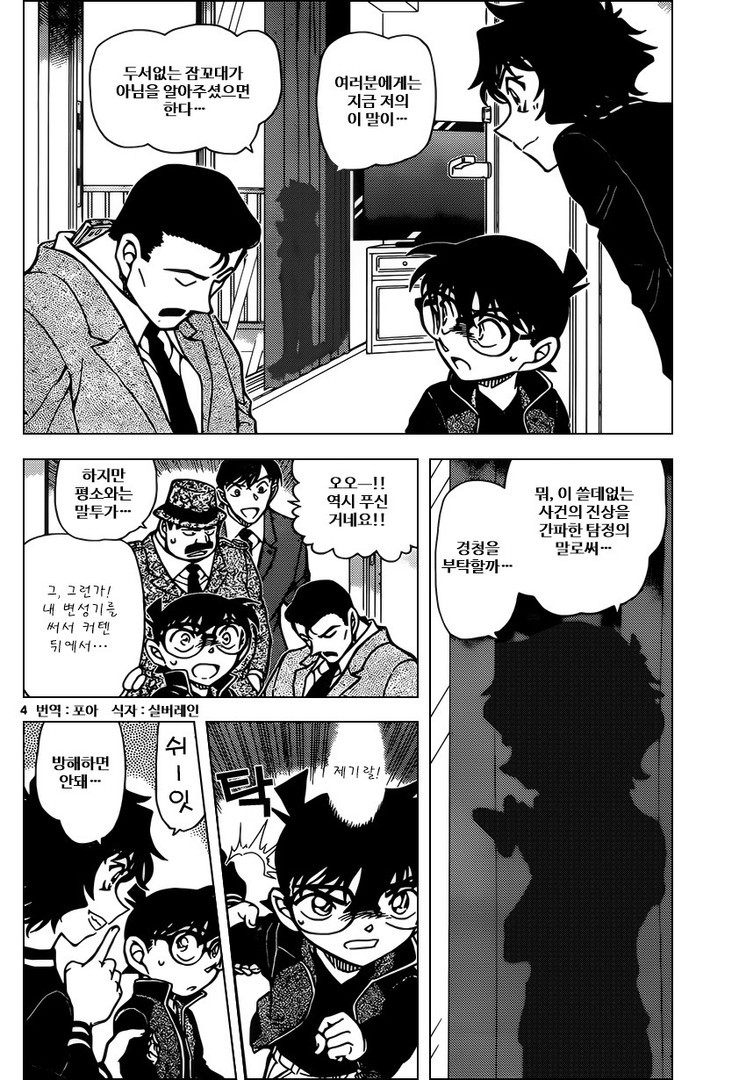 여러분에게는
지금 저의
이 말이…
두서없는 잠꼬대가
아님을 알아주셨으면
한다…
뭐, 이 쓸데없는
사건의 진상을
간파한 탐정의
말로써…
경청을
부탁할까…
오오—!!
역시 푸신
거네요!!
하지만
평소와는
말투가…
그, 그런가!
내 변성기를
써서 커텐
뒤에서…
4 번역 : 포아 식자 : 실버레인
제기랄!
탁
쉬
ㅣ
잇
방해하면
안돼…